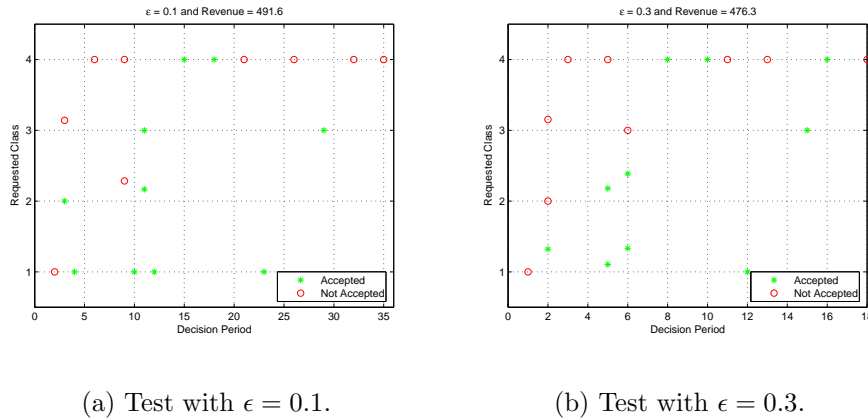 ε = 0.1 and Revenue = 491.6
4
3
2
1
Requested Class
0 5 10 15 20 25 30 35
Decision Period
Accepted
Not Accepted
(a) Test with ϵ = 0.1.
ε = 0.3 and Revenue = 476.3
4
3
2
1
Requested Class
0 2 4 6 8 10 12 14 16 18
Decision Period
Accepted
Not Accepted
(b) Test with ϵ = 0.3.